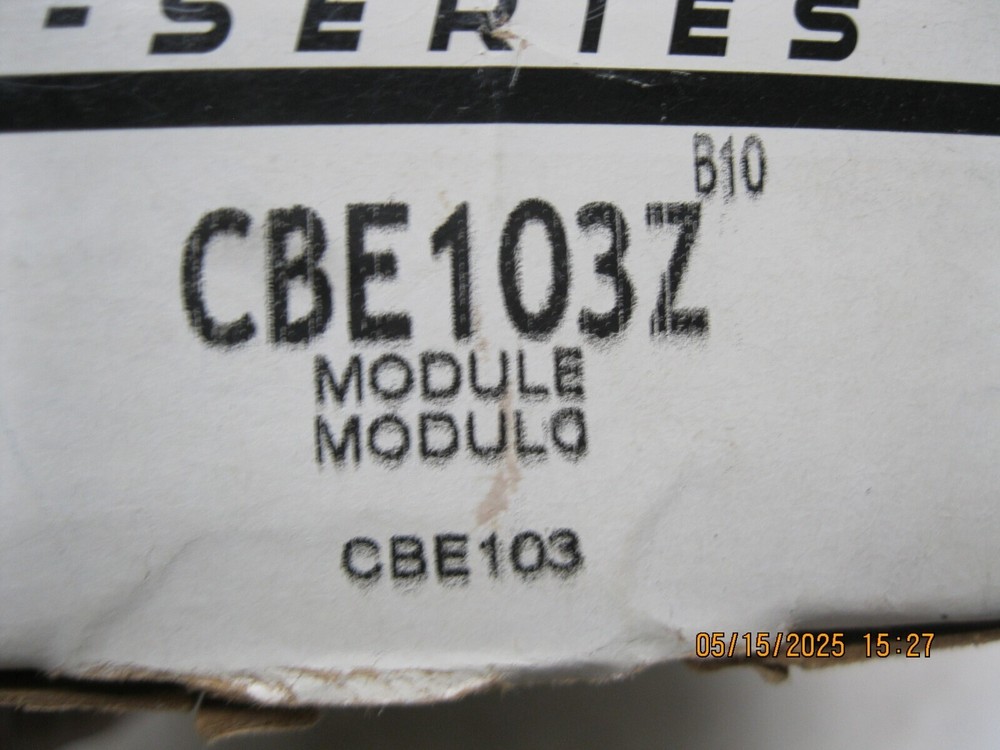 -SERIES
B10
CBE103Z
MODULE
MODULO
CBE103
05/15/2025 15:27